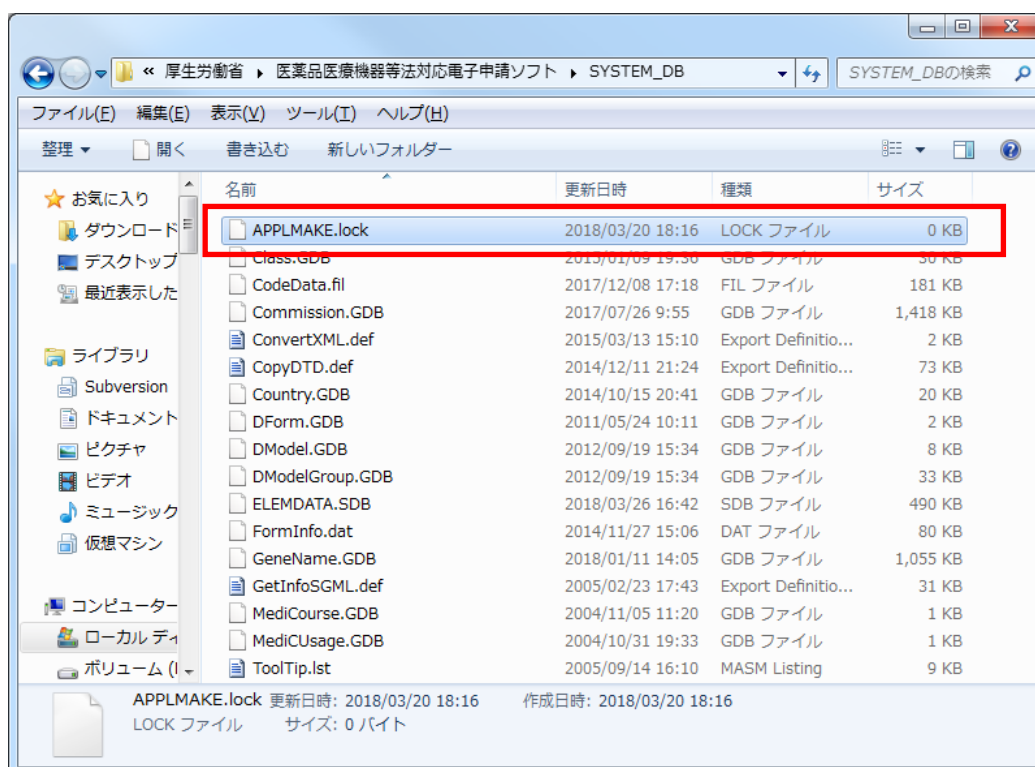 « 厚生労働省 ▸ 医薬品医療機器等法対応電子申請ソフト ▸ SYSTEM_DB SYSTEM_DBの検索
ファイル(F) 編集(E) 表示(V) ツール(T) ヘルプ(H)
整理 ▼ 開く 書き込む 新しいフォルダー
お気に入り
ダウンロード
デスクトップ
最近表示した
ライブラリ
Subversion
ドキュメント
ピクチャ
ビデオ
ミュージック
仮想マシン
コンピューター
ローカル ディ
ボリューム (
名前 更新日時 種類 サイズ
APPLMAKE.lock 2018/03/20 18:16 LOCK ファイル 0 KB
Class.GDB 2015/01/09 19:36 GDB ファイル 30 KB
CodeData.fil 2017/12/08 17:18 FIL ファイル 181 KB
Commission.GDB 2017/07/26 9:55 GDB ファイル 1,418 KB
ConvertXML.def 2015/03/13 15:10 Export Definitio... 2 KB
CopyDTD.def 2014/12/11 21:24 Export Definitio... 73 KB
Country.GDB 2014/10/15 20:41 GDB ファイル 20 KB
DForm.GDB 2011/05/24 10:11 GDB ファイル 2 KB
DModel.GDB 2012/09/19 15:34 GDB ファイル 8 KB
DModelGroup.GDB 2012/09/19 15:34 GDB ファイル 33 KB
ELEMDATA.SDB 2018/03/26 16:42 SDB ファイル 490 KB
FormInfo.dat 2014/11/27 15:06 DAT ファイル 80 KB
GeneName.GDB 2018/01/11 14:05 GDB ファイル 1,055 KB
GetInfoSGML.def 2005/02/23 17:43 Export Definitio... 31 KB
MediCourse.GDB 2004/11/05 11:20 GDB ファイル 1 KB
MediCUsage.GDB 2004/10/31 19:33 GDB ファイル 1 KB
ToolTip.lst 2005/09/14 16:10 MASM Listing 9 KB
APPLMAKE.lock 更新日時: 2018/03/20 18:16 作成日時: 2018/03/20 18:16
LOCK ファイル サイズ: 0 バイト